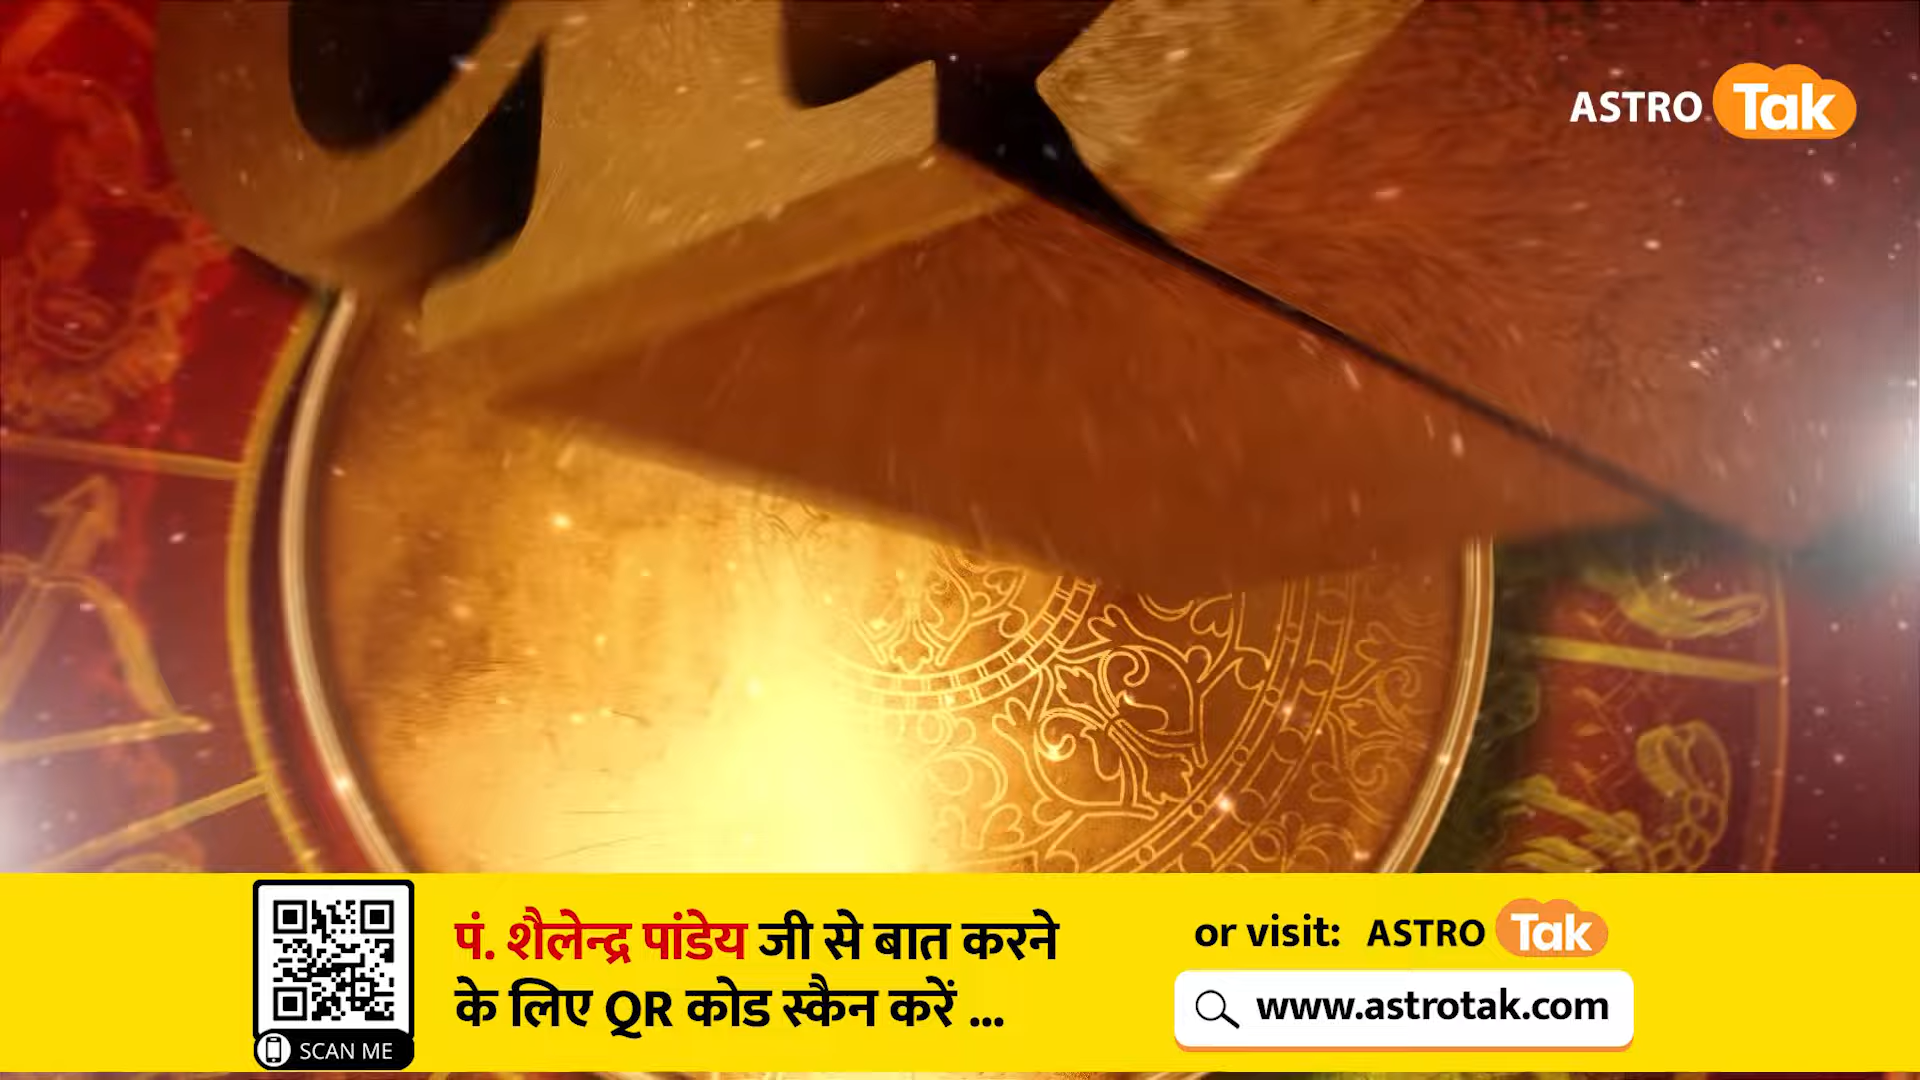 ASTRO Tak
पं. शैलेन्द्र पांडेय जी से बात करने
के लिए QR कोड स्कैन करें ...
SCAN ME
or visit: ASTRO Tak
www.astrotak.com